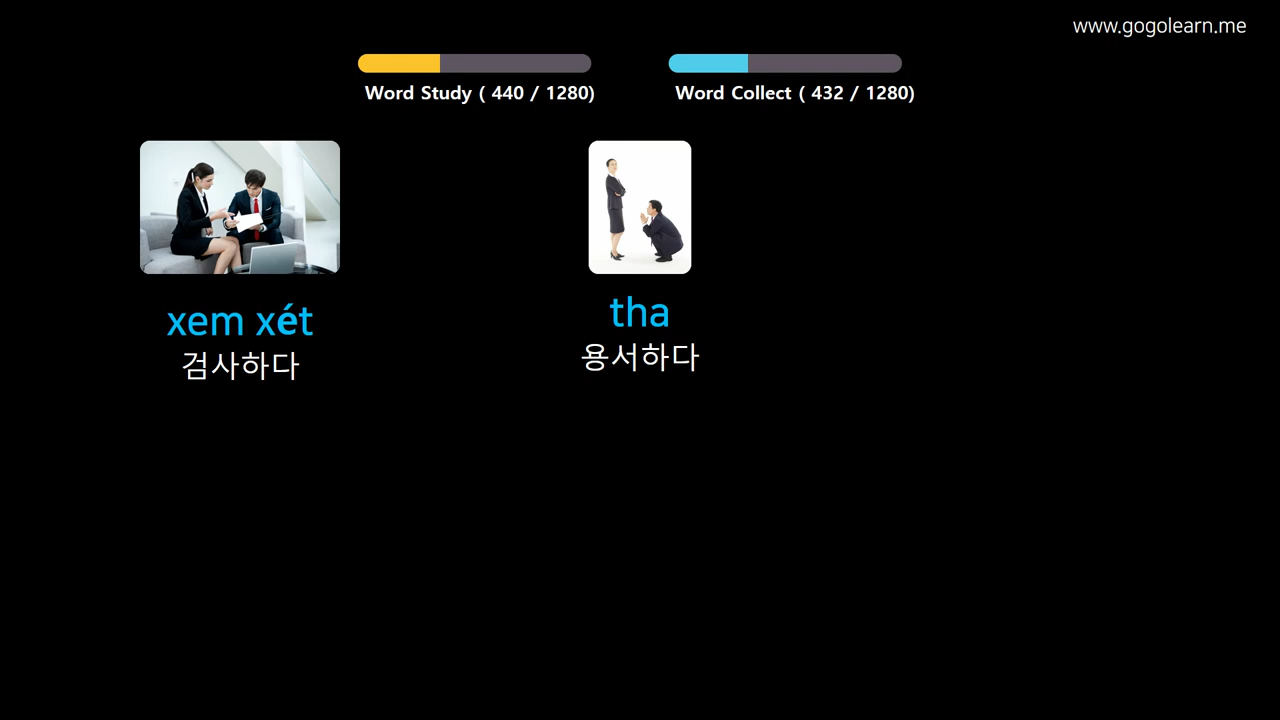 www.gogolearn.me
Word Study ( 440 / 1280)
Word Collect ( 432 / 1280)
xem xét
검사하다
tha
용서하다